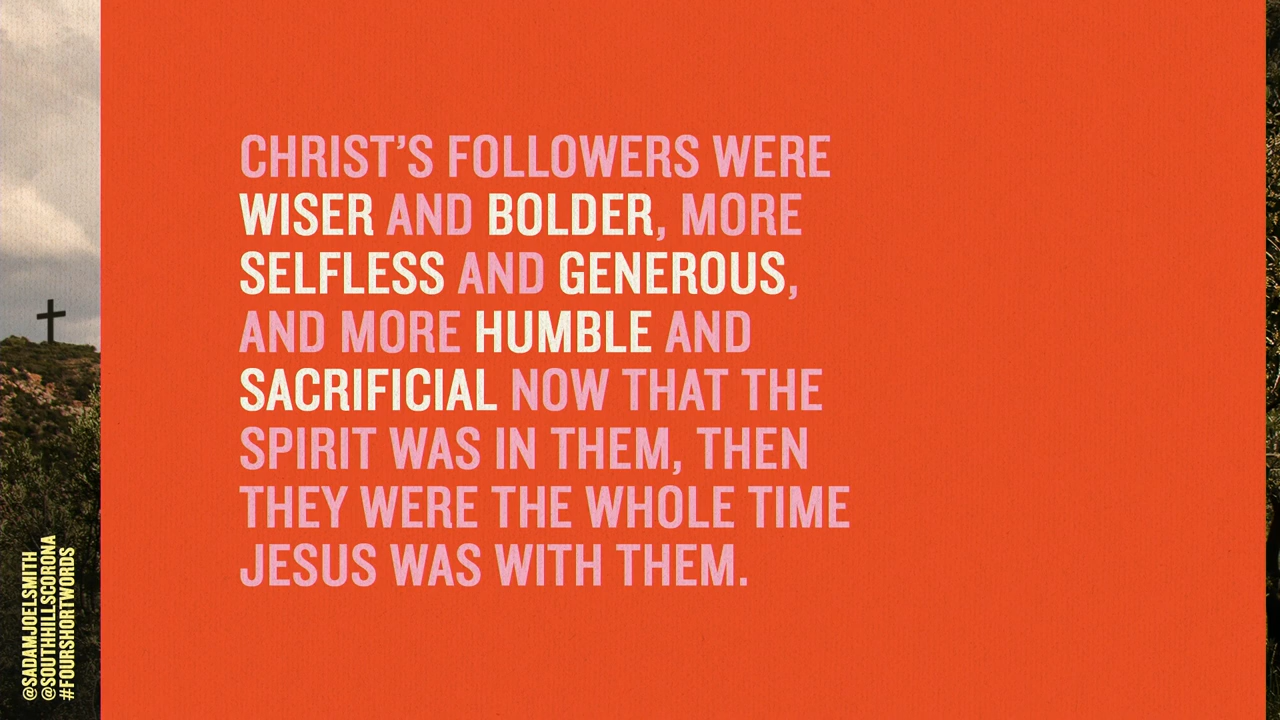 CHRIST'S FOLLOWERS WERE
WISER AND BOLDER, MORE
SELFLESS AND GENEROUS,
AND MORE HUMBLE AND
SACRIFICIAL NOW THAT THE
SPIRIT WAS IN THEM, THEN
THEY WERE THE WHOLE TIME
JESUS WAS WITH THEM.
@SADAMJOELSMITH
@SOUTHHILLSCORONA
#FOURSHORTWORDS